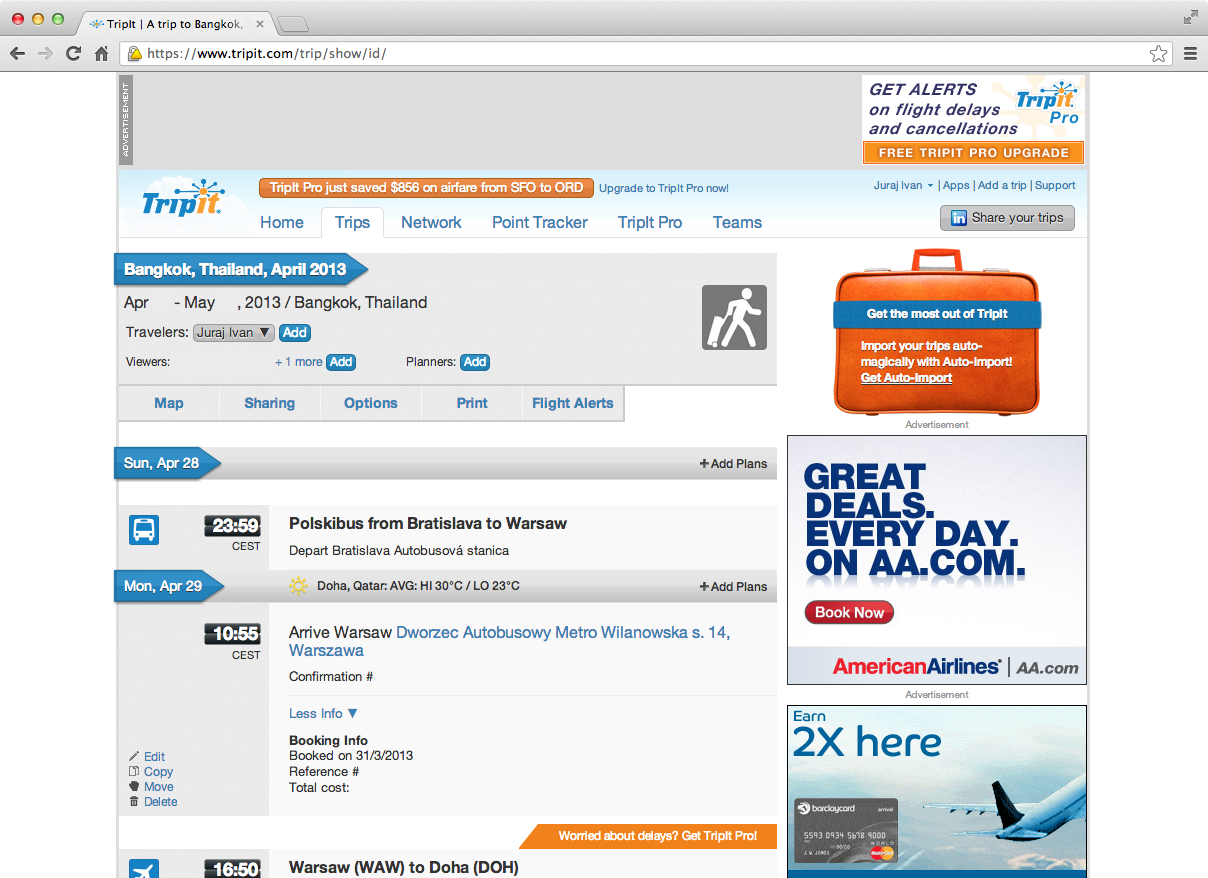 TripIt | A trip to Bangkok,
https://www.tripit.com/trip/show/id/
ADVERTISEMENT
GET ALERTS
on flight delays
and cancellations
TripIt.
Pro
FREE TRIPIT PRO UPGRADE
TripIt.
TripIt Pro just saved $856 on airfare from SFO to ORD
Upgrade to TripIt Pro now!
Juraj Ivan | Apps | Add a trip | Support
Home Trips Network Point Tracker TripIt Pro Teams
in Share your trips
Bangkok, Thailand, April 2013
Apr - May , 2013 / Bangkok, Thailand
Travelers: Juraj Ivan ▼ Add
Viewers: + 1 more Add Planners: Add
Map Sharing Options Print Flight Alerts
Get the most out of TripIt
Import your trips auto-
magically with Auto-Import!
Get Auto-Import
Advertisement
Sun, Apr 28 +Add Plans
23:59 Polskibus from Bratislava to Warsaw
CEST Depart Bratislava Autobusová stanica
Mon, Apr 29 Doha, Qatar: AVG: HI 30°C / LO 23°C +Add Plans
10:55 Arrive Warsaw Dworzec Autobusowy Metro Wilanowska s. 14,
CEST Warszawa
Confirmation #
Less Info ▼
Booking Info
Booked on 31/3/2013
Reference #
Total cost:
Edit
Copy
Move
Delete
Worried about delays? Get TripIt Pro!
16:50 Warsaw (WAW) to Doha (DOH)
GREAT
DEALS.
EVERY DAY.
ON AA.COM.
Book Now
AmericanAirlines® | AA.com
Advertisement
Earn
2X here
barclaycard arrival
5593 0934 5678 9000
00/00 WORLD
J.W. JONES MasterCard